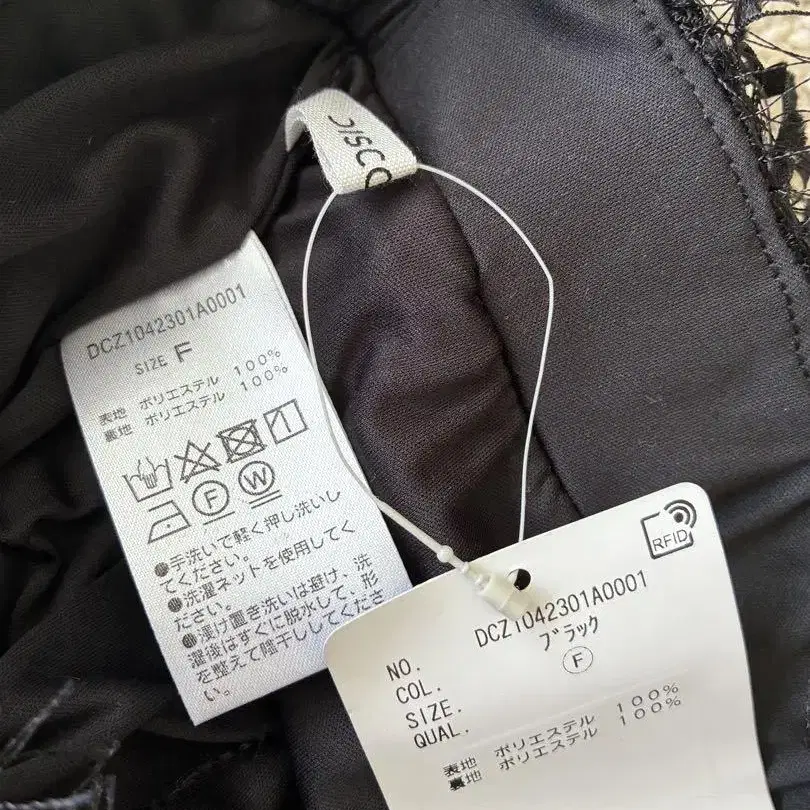 DISCO
DCZ1042301A0001
SIZE F
表地 ポリエステル 100%
裏地 ポリエステル 100%
F
W
●手洗いで軽く押し洗いし
てください。
●洗濯ネットを使用してく
ださい。
●浸け置き洗いは避け、洗
濯後はすぐに脱水して、形
を整えて陰干ししてくださ
い。
RFID
NO. DCZ1042301A0001
COL. ブラック
SIZE. F
QUAL.
表地 ポリエステル 100%
裏地 ポリエステル 100%